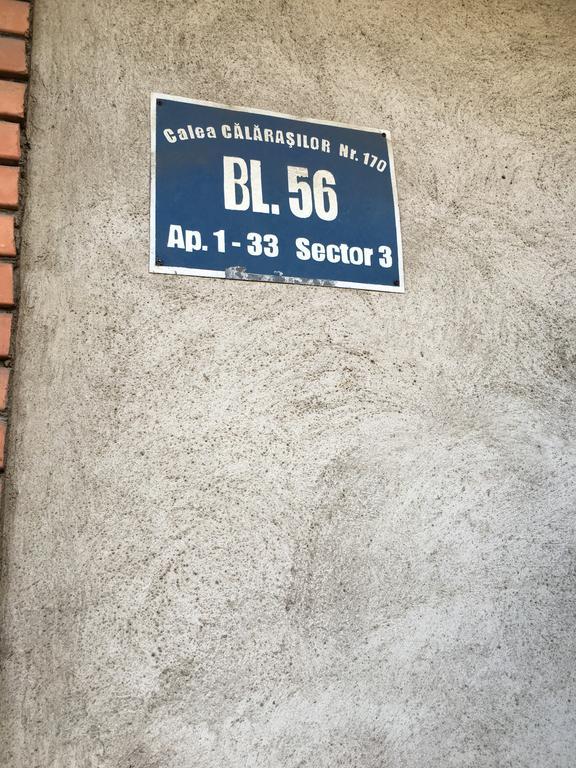 Calea CĂLĂRAŞILOR Nr. 170
BL. 56
Ap. 1 - 33 Sector 3